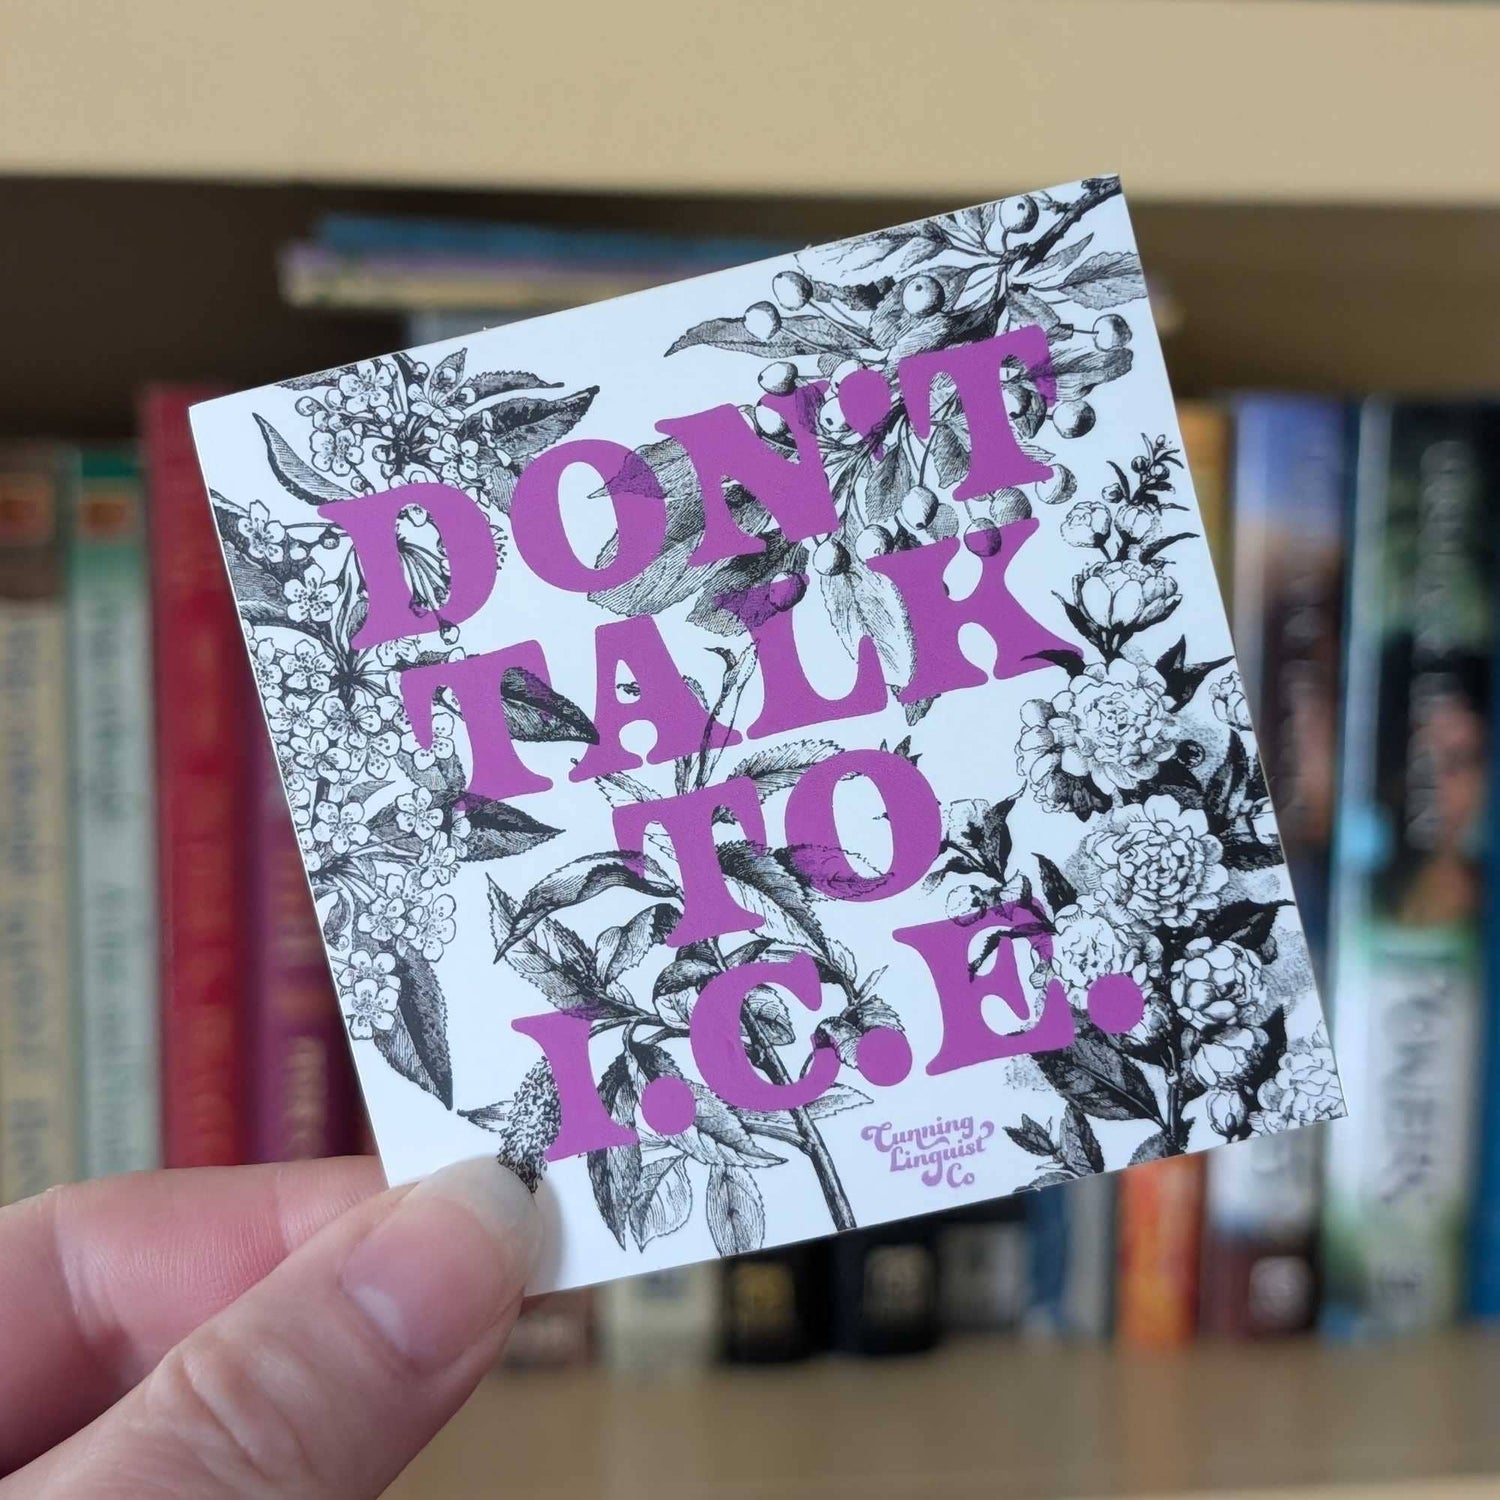 DON'T
TALK
TO
I.C.E.
Cunning
Linguist
Co